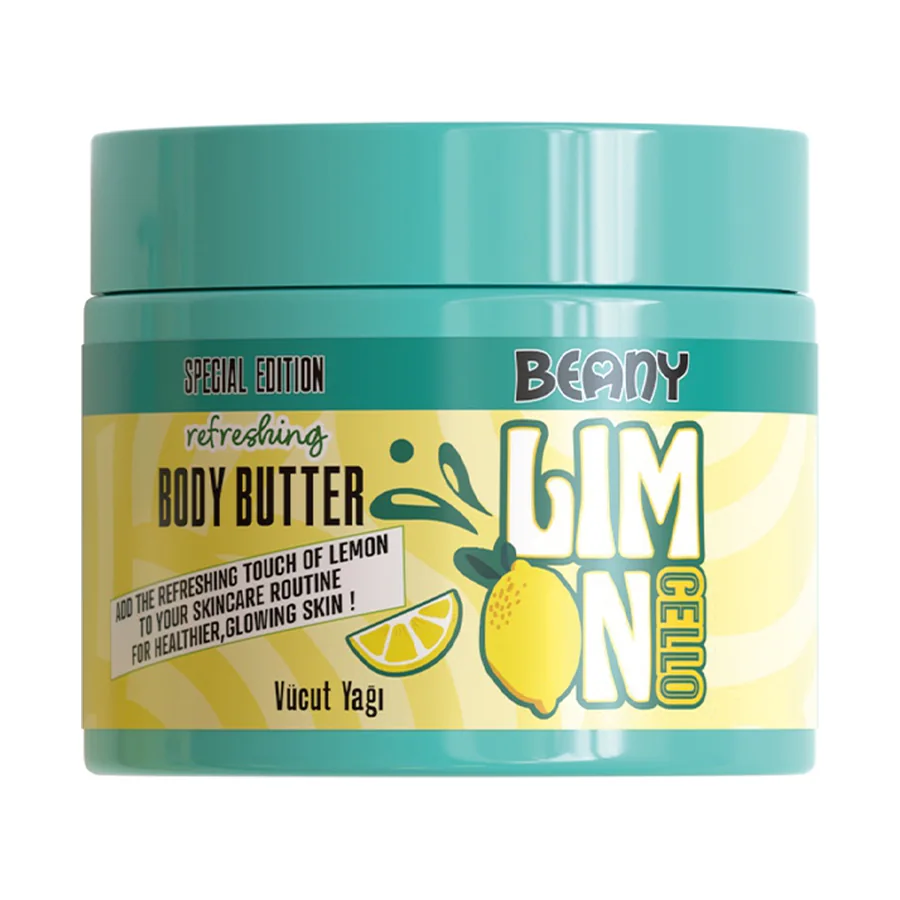 SPECIAL EDITION
BEANY
refreshing
BODY BUTTER
ADD THE REFRESHING TOUCH OF LEMON
TO YOUR SKINCARE ROUTINE
FOR HEALTHIER,GLOWING SKIN !
Vücut Yağı
LIM
ON
CELLO